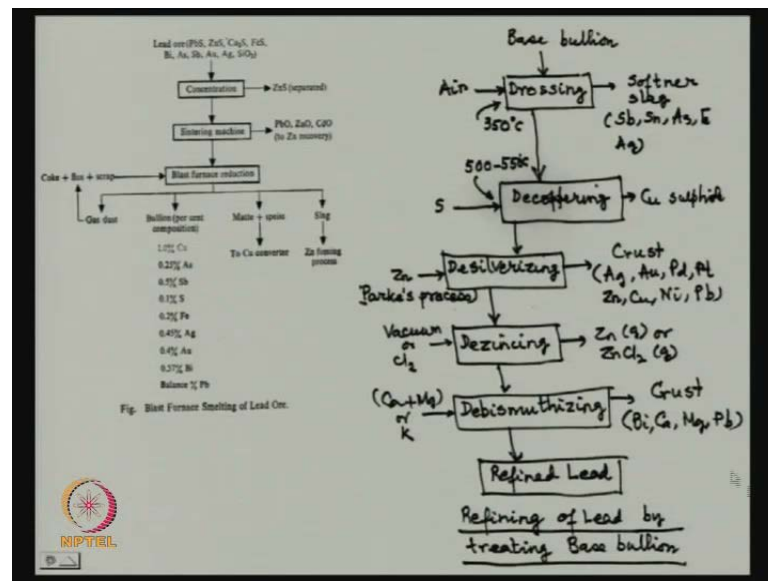 Lead ore (PbS, ZnS, Cu₂S, FeS,
Bi, As, Sb, Au, Ag, SiO₂)
Concentration
ZnS (separated)
Entering machine
PbO, ZnO, CdO
(to Zn recovery)
Coke + flux + scrap
Blast furnace reduction
Gas dust
Bullion (per cent
composition)
Matte + speiss
Slag
To Cu converter
Zn fuming
process
1.0% Cu
0.25% As
0.5% Sb
0.1% S
0.2% Fe
0.45% Ag
0.4% Au
0.57% Bi
Balance % Pb
Fig. Blast Furnace Smelting of Lead Ore.
Base bullion
Air
Drossing
350°C
Softner
slag
(Sb, Sn, As, &
Ag)
500-55
S
Decoppering
Cu sulphide
Zn
Parke's process)
Desilverizing
Crust
(Ag, Au, Pd, Pt
Zn, Cu, Ni, Pb)
Vacuum
or
Cl₂
Dezincing
Zn (g) or
ZnCl₂ (g)
(Ca+Mg)
or
K
Debismuthizing
Crust
(Bi, Ca, Mg, Pb)
Refined Lead
Refining of Lead by
treating Base bullion
NPTEL